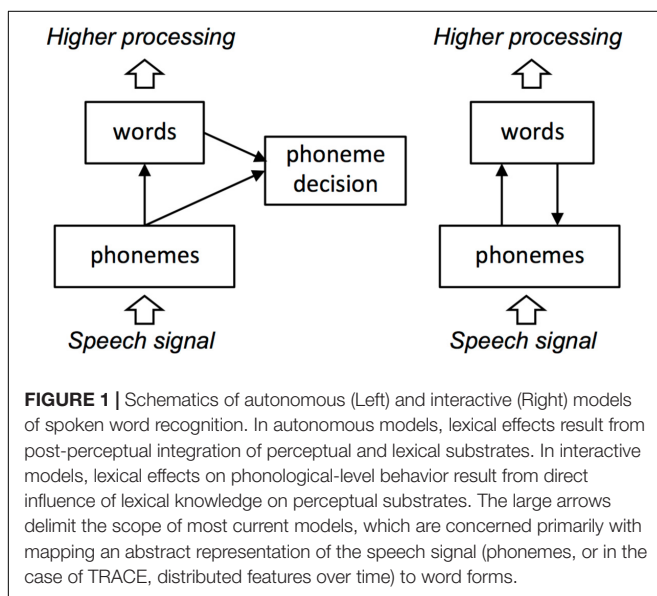 Higher processing
words
phoneme
decision
phonemes
Speech signal
Higher processing
words
phonemes
Speech signal
FIGURE 1 | Schematics of autonomous (Left) and interactive (Right) models
of spoken word recognition. In autonomous models, lexical effects result from
post-perceptual integration of perceptual and lexical substrates. In interactive
models, lexical effects on phonological-level behavior result from direct
influence of lexical knowledge on perceptual substrates. The large arrows
delimit the scope of most current models, which are concerned primarily with
mapping an abstract representation of the speech signal (phonemes, or in the
case of TRACE, distributed features over time) to word forms.